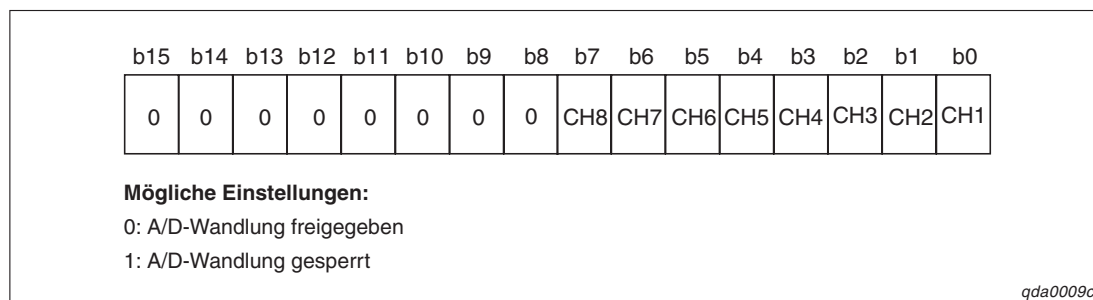 b15 b14 b13 b12 b11 b10 b9 b8 b7 b6 b5 b4 b3 b2 b1 b0
0 0 0 0 0 0 0 0 CH8 CH7 CH6 CH5 CH4 CH3 CH2 CH1
Mögliche Einstellungen:
0: A/D-Wandlung freigegeben
1: A/D-Wandlung gesperrt
qda0009c